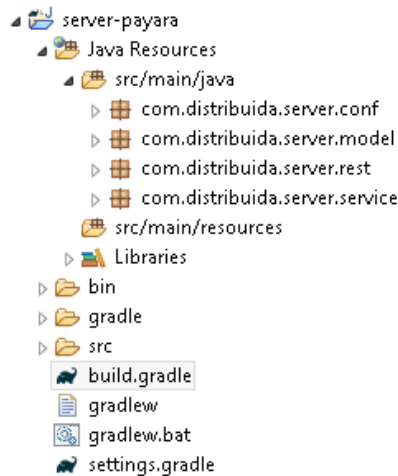 server-payara
Java Resources
src/main/java
com.distribuida.server.conf
com.distribuida.server.model
com.distribuida.server.rest
com.distribuida.server.service
src/main/resources
Libraries
bin
gradle
src
build.gradle
gradlew
gradlew.bat
settings.gradle